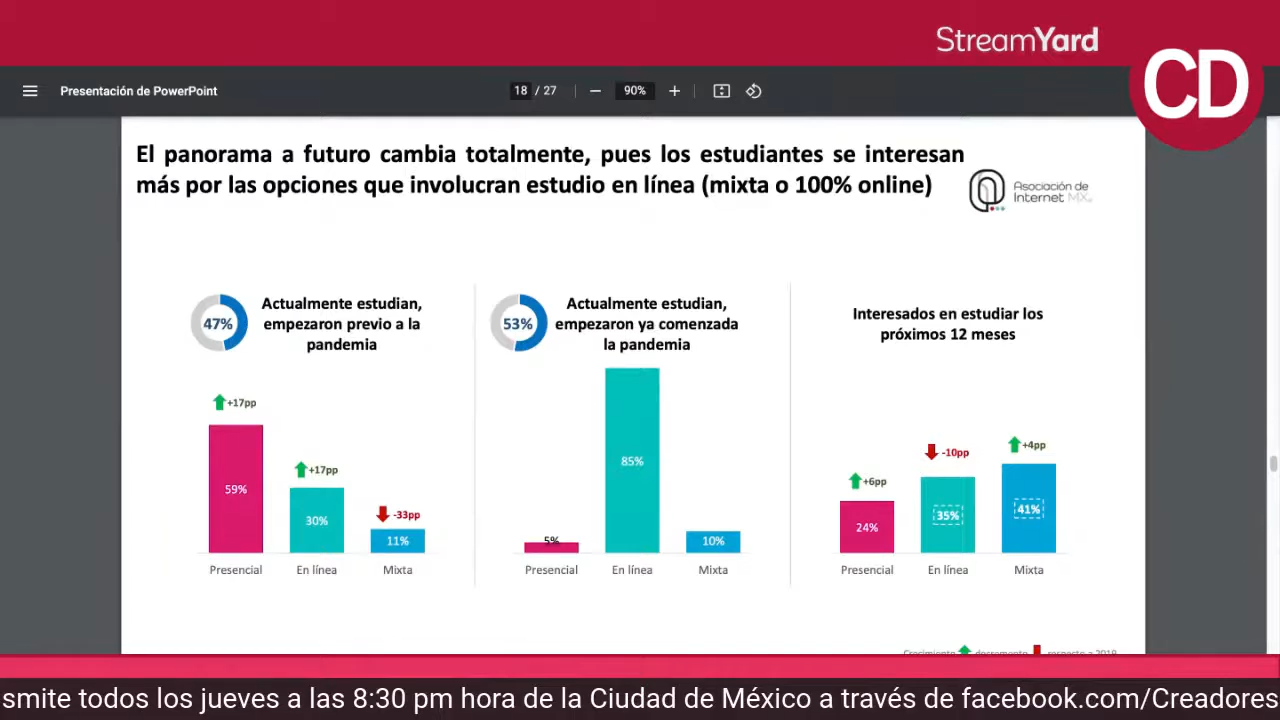 StreamYard
CD
Presentación de PowerPoint
18 / 27
90%
El panorama a futuro cambia totalmente, pues los estudiantes se interesan
más por las opciones que involucran estudio en línea (mixta o 100% online)
Asociación de
Internet MX
47%
Actualmente estudian,
empezaron previo a la
pandemia
53%
Actualmente estudian,
empezaron ya comenzada
la pandemia
Interesados en estudiar los
próximos 12 meses
+17pp
59%
+17pp
30%
-33pp
11%
Presencial
En línea
Mixta
5%
85%
10%
Presencial
En línea
Mixta
+6pp
24%
-10pp
35%
+4pp
41%
Presencial
En línea
Mixta
Crecimiento decremento respecto a 2019
smite todos los jueves a las 8:30 pm hora de la Ciudad de México a través de facebook.com/Creadores